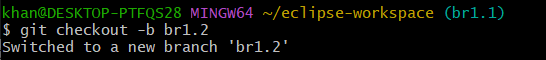 khan@DESKTOP-PTFQS28 MINGW64 ~/eclipse-workspace (br1.1)
$ git checkout -b br1.2
Switched to a new branch 'br1.2'